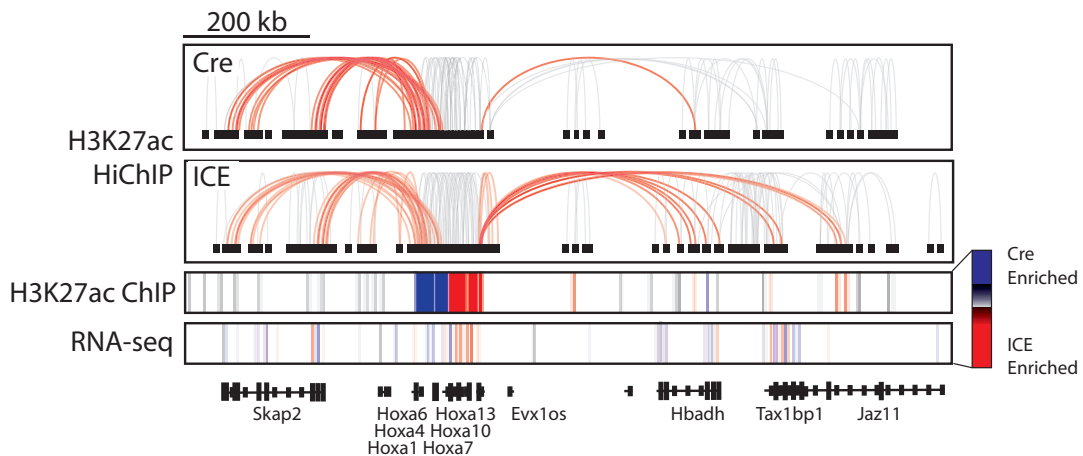 200 kb
Cre
H3K27ac
HiChIP
ICE
H3K27ac ChIP
Cre
Enriched
RNA-seq
ICE
Enriched
Skap2
Hoxa6 Hoxa13
Evx1os
Hbadh
Tax1bp1
Jaz11
Hoxa4 Hoxa10
Hoxa1 Hoxa7